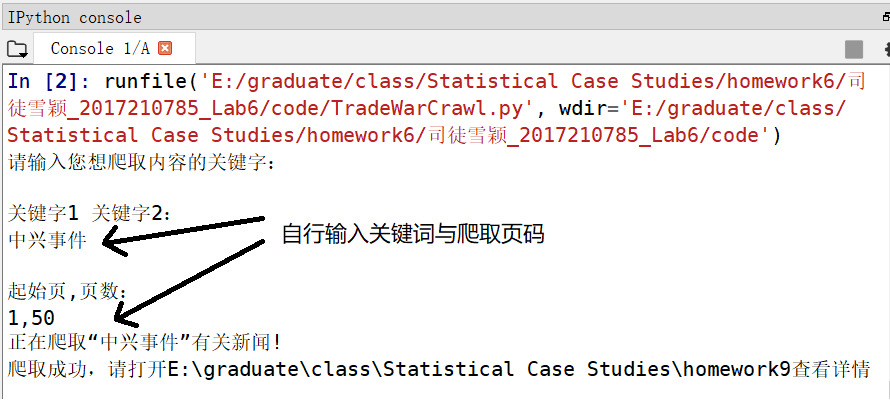 IPython console
Console 1/A
In [2]: runfile('E:/graduate/class/Statistical Case Studies/homework6/司
徒雪颖_2017210785_Lab6/code/TradeWarCrawl.py', wdir='E:/graduate/class/
Statistical Case Studies/homework6/司徒雪颖_2017210785_Lab6/code')
请输入您想爬取内容的关键字：
关键字1 关键字2：
中兴事件
自行输入关键词与爬取页码
起始页,页数：
1,50
正在爬取“中兴事件”有关新闻!
爬取成功，请打开E:\graduate\class\Statistical Case Studies\homework9查看详情